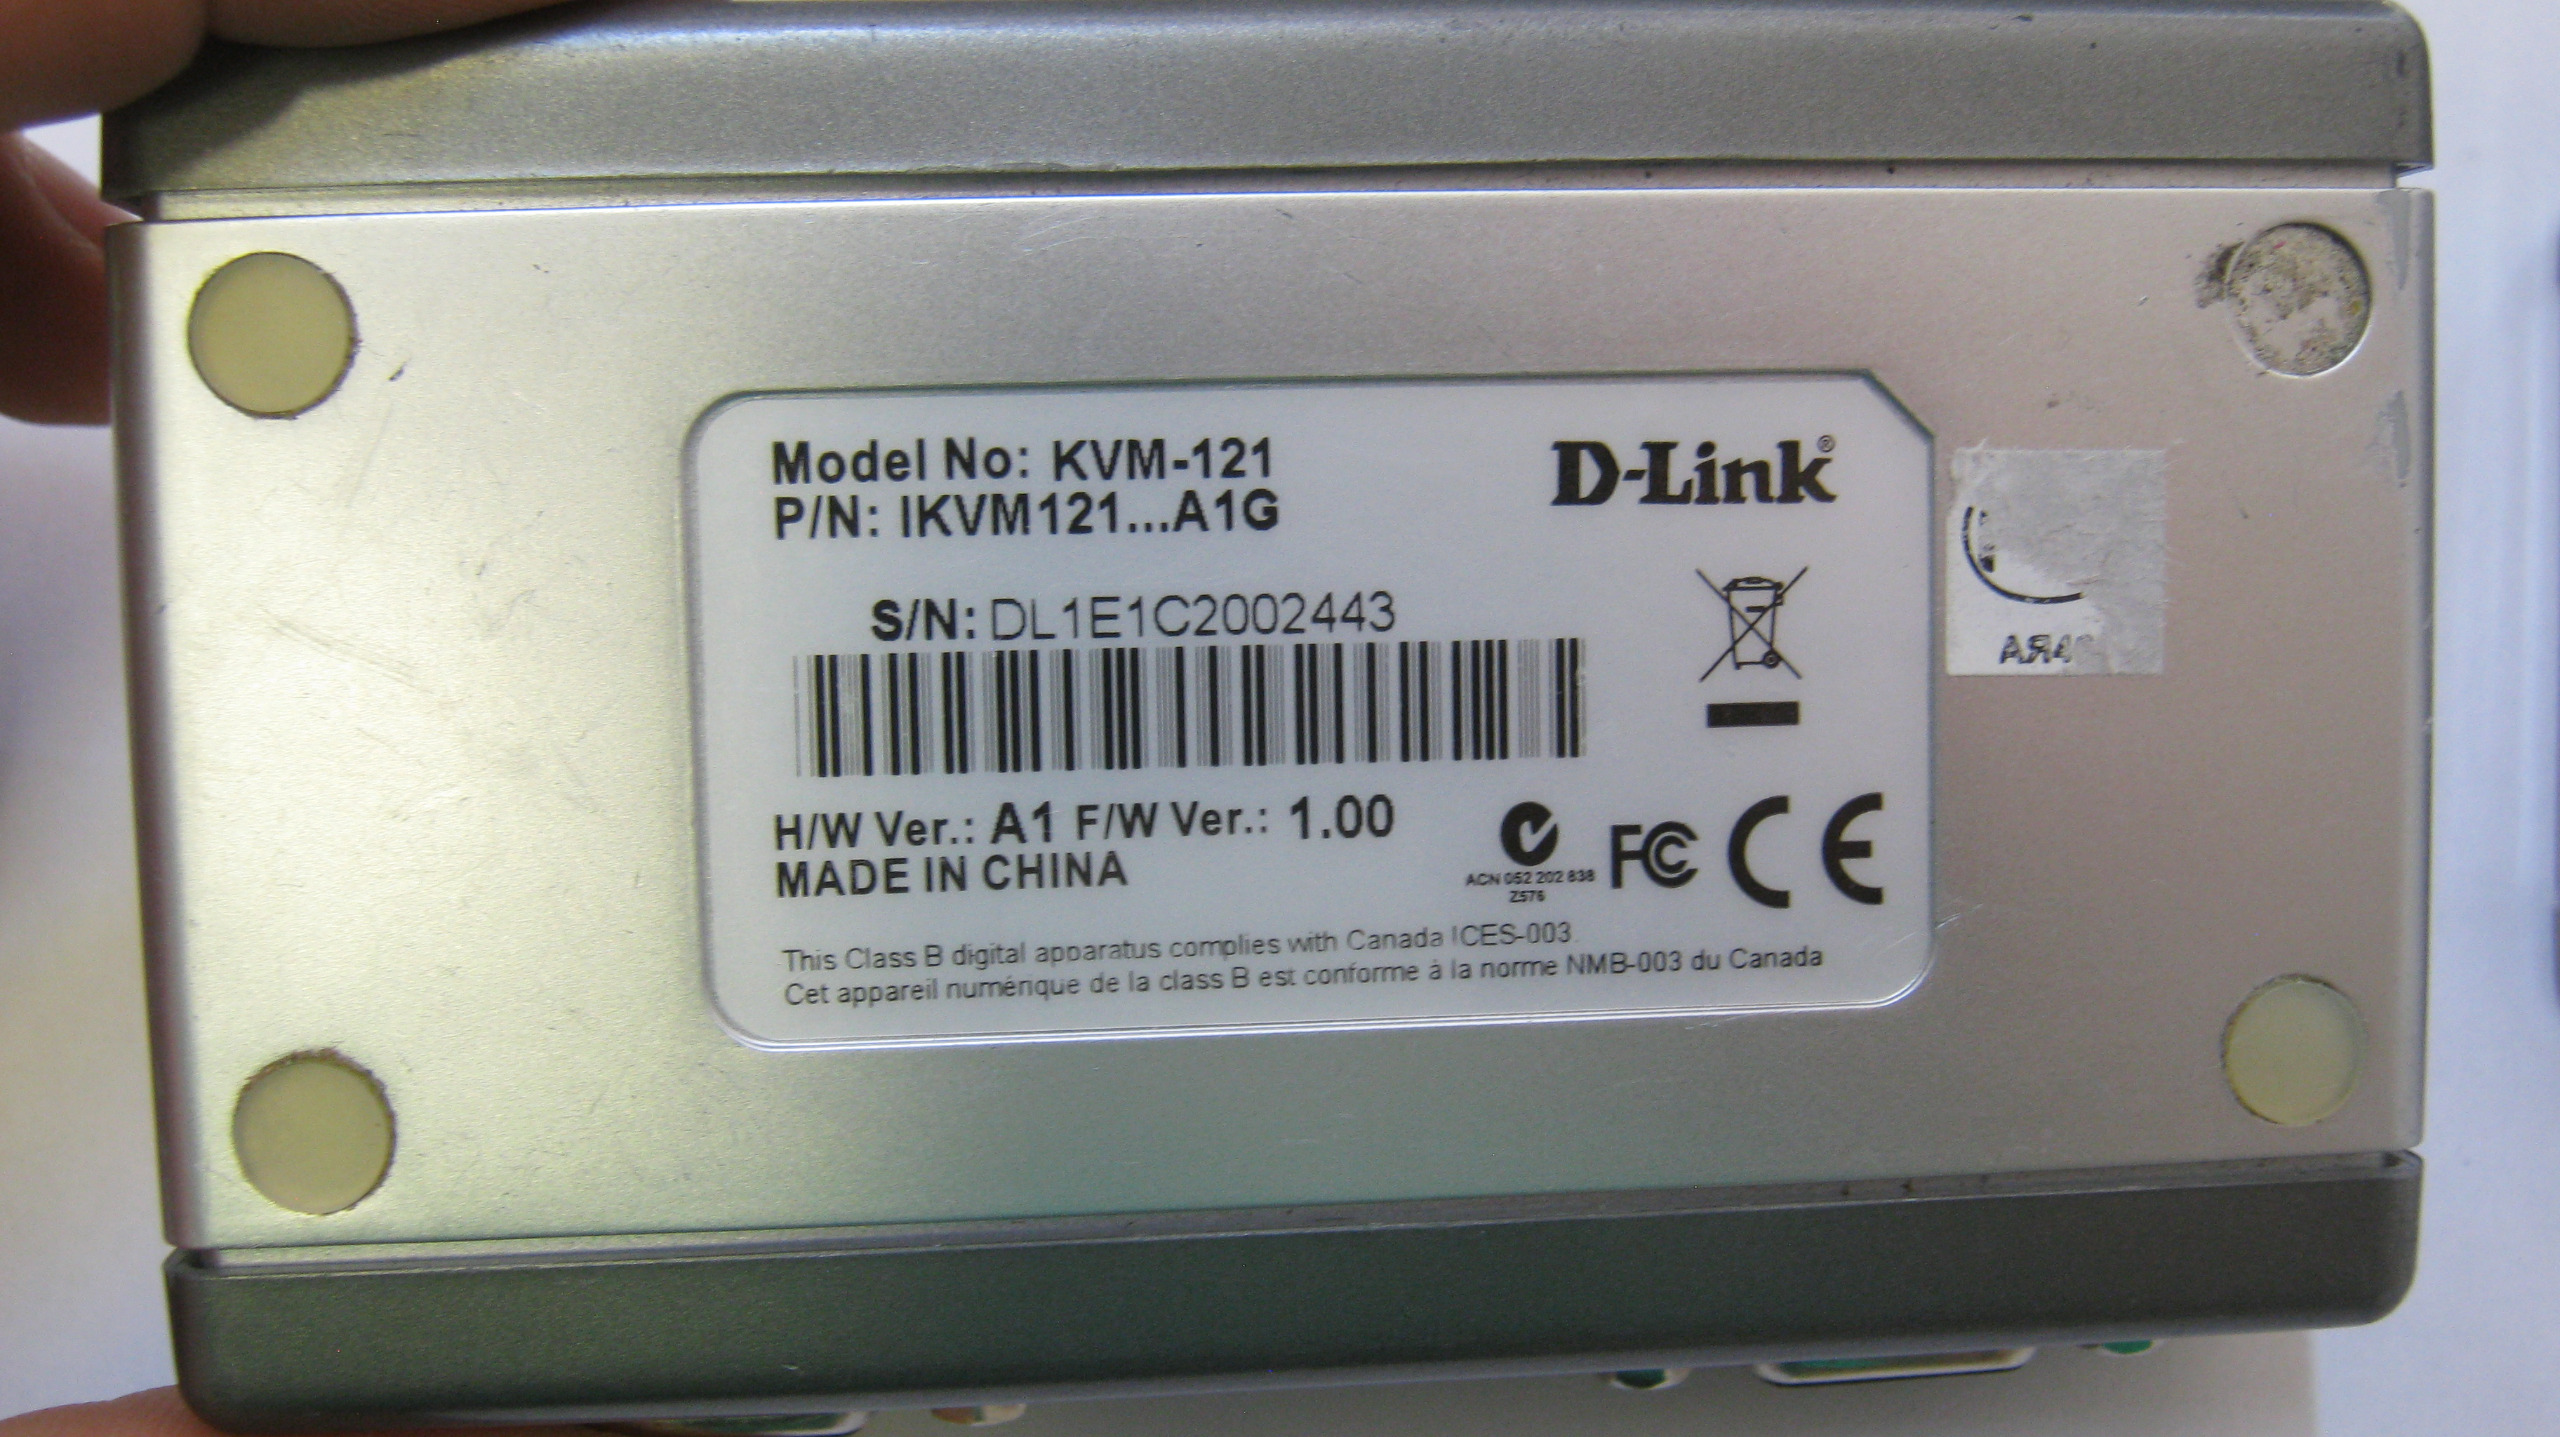 Model No: KVM-121
P/N: IKVM121...A1G
D-Link®
S/N: DL1E1C2002443
H/W Ver.: A1 F/W Ver.: 1.00
MADE IN CHINA
ACN 052 202 838
Z576
FC CE
This Class B digital apparatus complies with Canada ICES-003.
Cet appareil numérique de la class B est conforme à la norme NMB-003 du Canada